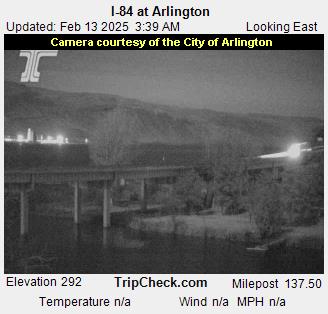 I-84 at Arlington
Updated: Feb 13 2025 3:39 AM Looking East
Camera courtesy of the City of Arlington
Elevation 292 TripCheck.com Milepost 137.50
Temperature n/a Wind n/a MPH n/a